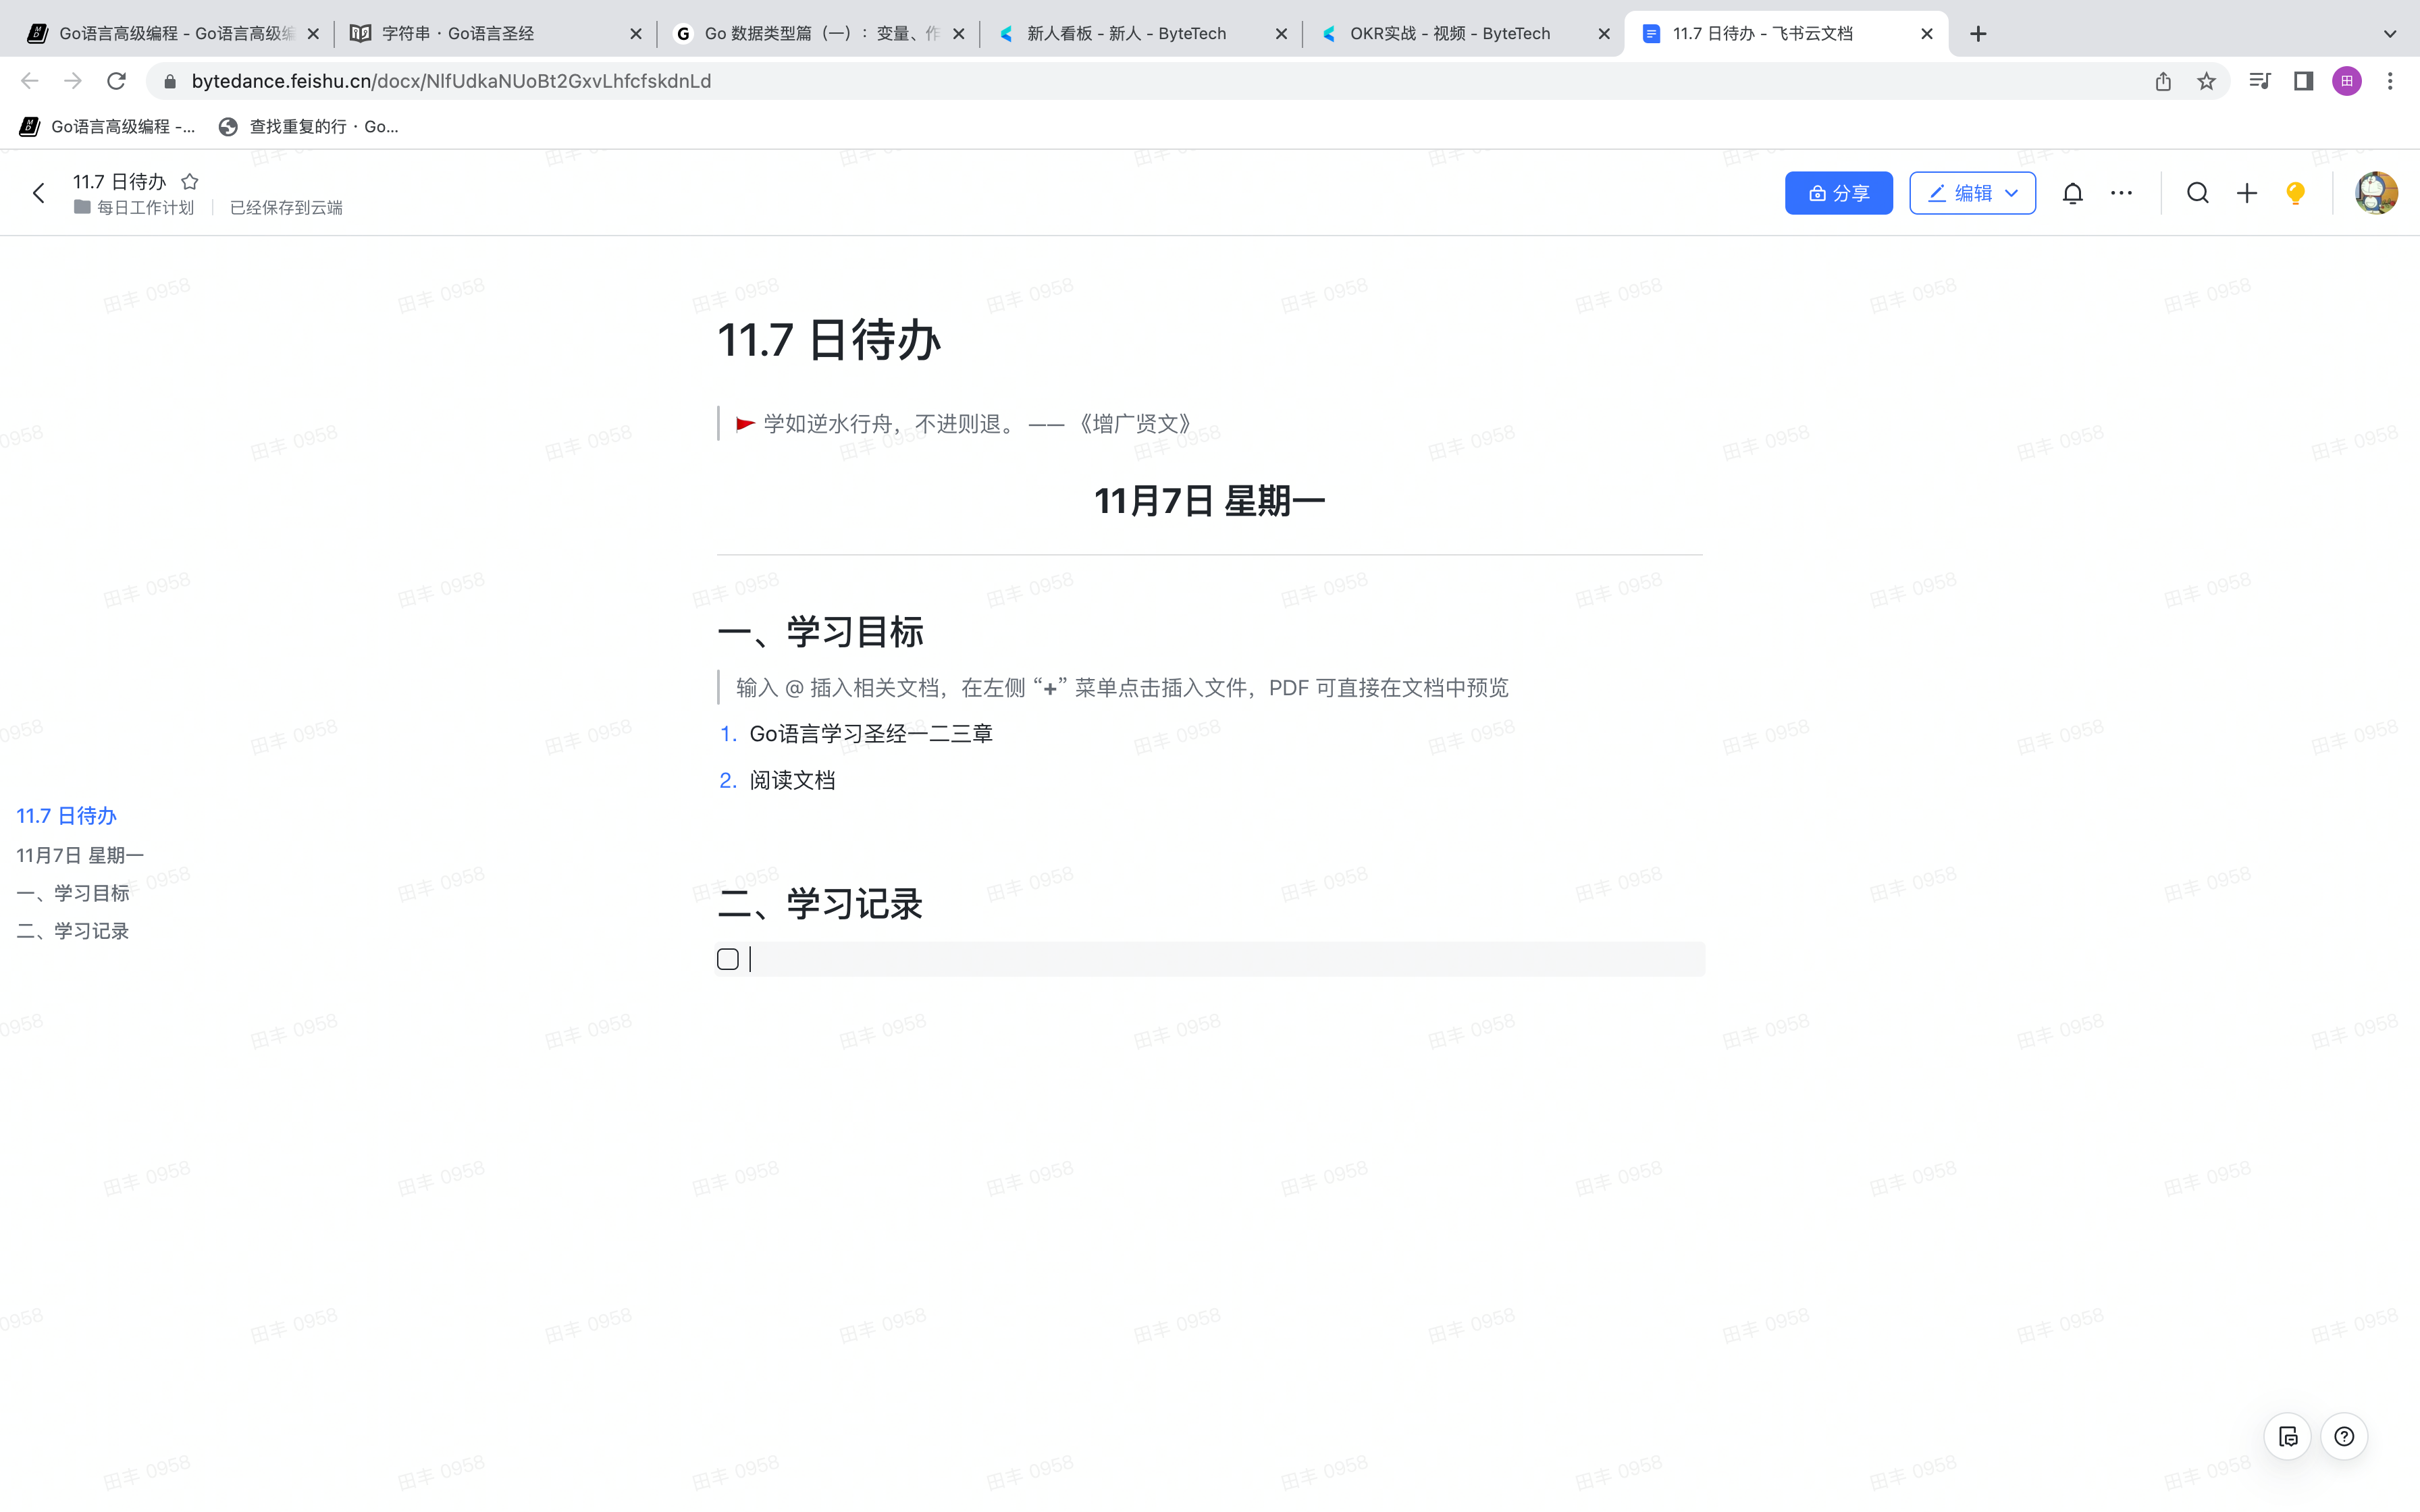 Go语言高级编程 - Go语言高级编
字符串 · Go语言圣经
Go 数据类型篇（一）：变量、作
新人看板 - 新人 - ByteTech
OKR实战 - 视频 - ByteTech
11.7 日待办 - 飞书云文档
bytedance.feishu.cn/docx/NlfUdkaNUoBt2GxvLhfcfskdnLd
Go语言高级编程 -...
查找重复的行 · Go...
11.7 日待办
每日工作计划
已经保存到云端
分享
编辑
11.7 日待办
学如逆水行舟，不进则退。 —— 《增广贤文》
11月7日 星期一
一、学习目标
输入 @ 插入相关文档，在左侧 “+” 菜单点击插入文件，PDF 可直接在文档中预览
1. Go语言学习圣经一二三章
2. 阅读文档
二、学习记录
11.7 日待办
11月7日 星期一
一、学习目标
二、学习记录
田丰 0958